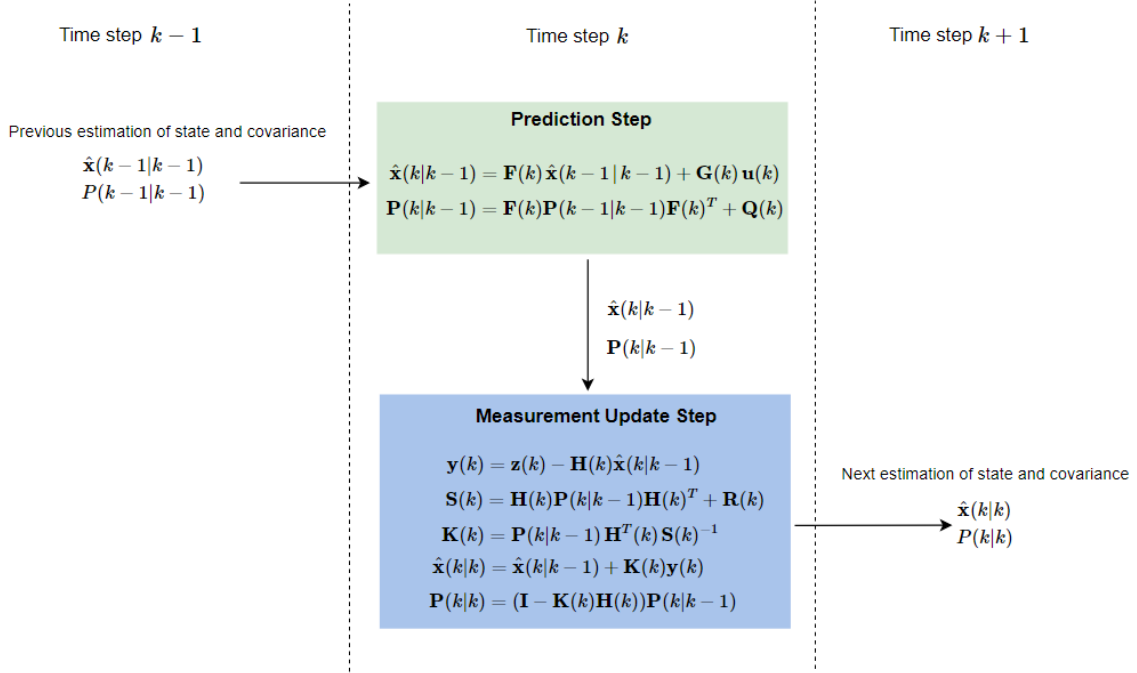 Time step k − 1
Time step k
Time step k + 1
Previous estimation of state and covariance
x̂(k − 1|k − 1)
P(k − 1|k − 1)
Prediction Step
x̂(k|k − 1) = F(k) x̂(k − 1|k − 1) + G(k) u(k)
P(k|k − 1) = F(k)P(k − 1|k − 1)F(k)ᵀ + Q(k)
x̂(k|k − 1)
P(k|k − 1)
Measurement Update Step
y(k) = z(k) − H(k)x̂(k|k − 1)
S(k) = H(k)P(k|k − 1)H(k)ᵀ + R(k)
K(k) = P(k|k − 1) Hᵀ(k) S(k)⁻¹
x̂(k|k) = x̂(k|k − 1) + K(k)y(k)
P(k|k) = (I − K(k)H(k))P(k|k − 1)
Next estimation of state and covariance
x̂(k|k)
P(k|k)